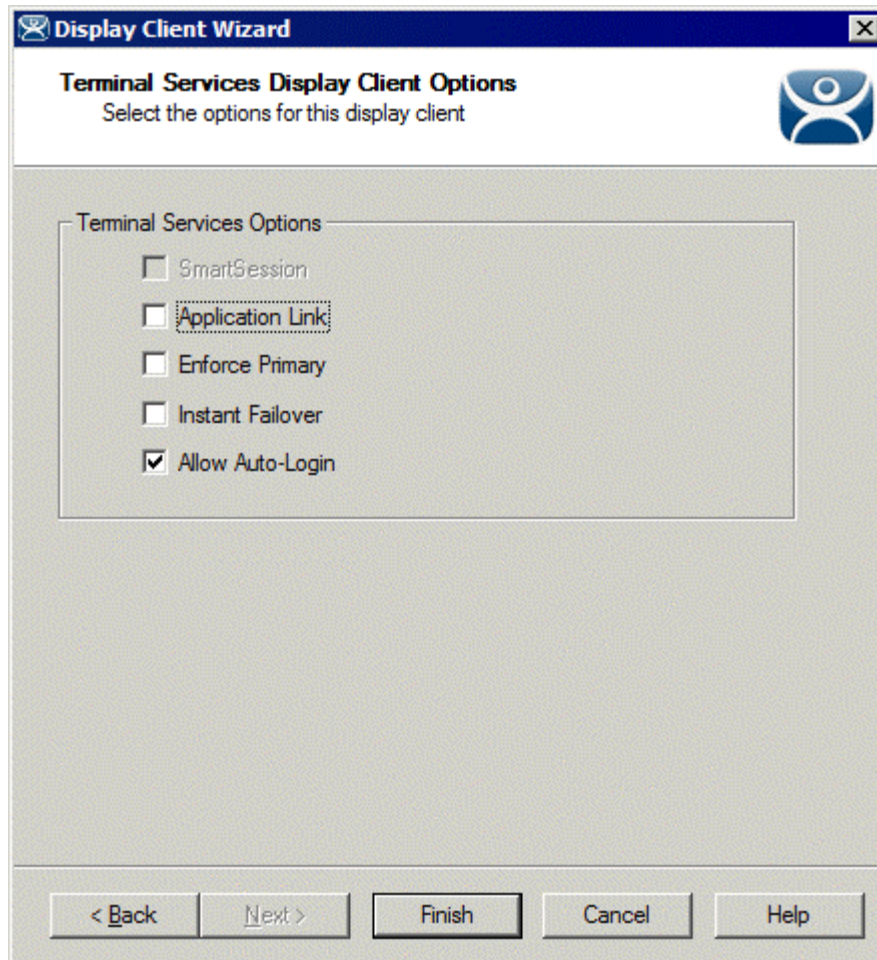 Display Client Wizard
Terminal Services Display Client Options
Select the options for this display client
Terminal Services Options
SmartSession
Application Link
Enforce Primary
Instant Failover
Allow Auto-Login
< Back Next > Finish Cancel Help